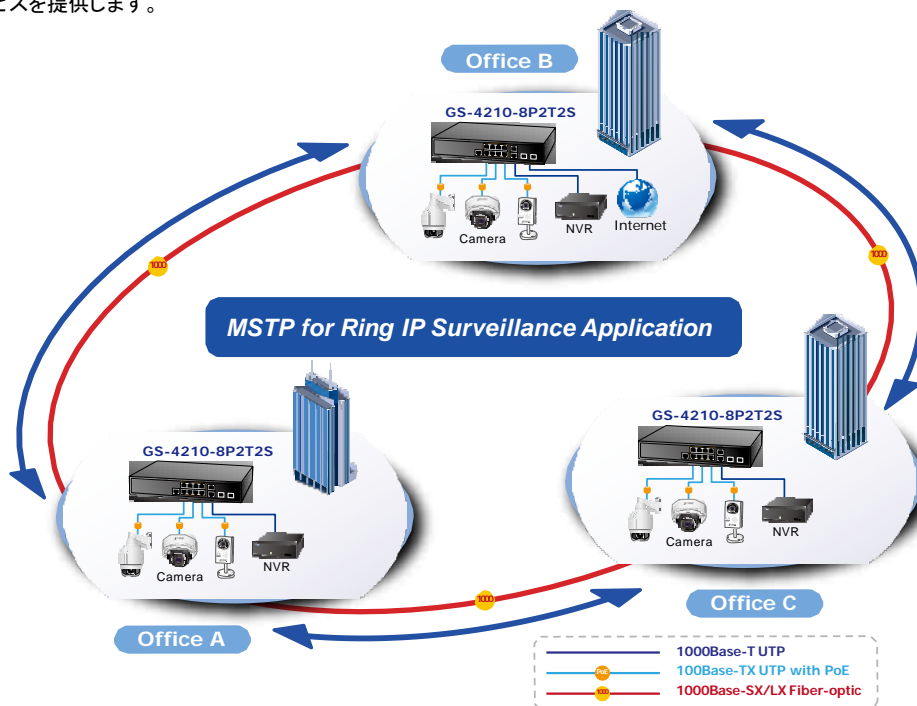 ビスを提供します。
Office B
GS-4210-8P2T2S
Camera
NVR
Internet
1000
1000
MSTP for Ring IP Surveillance Application
GS-4210-8P2T2S
Camera
NVR
GS-4210-8P2T2S
Camera
NVR
1000
Office A
Office C
1000Base-T UTP
PoE
100Base-TX UTP with PoE
1000
1000Base-SX/LX Fiber-optic